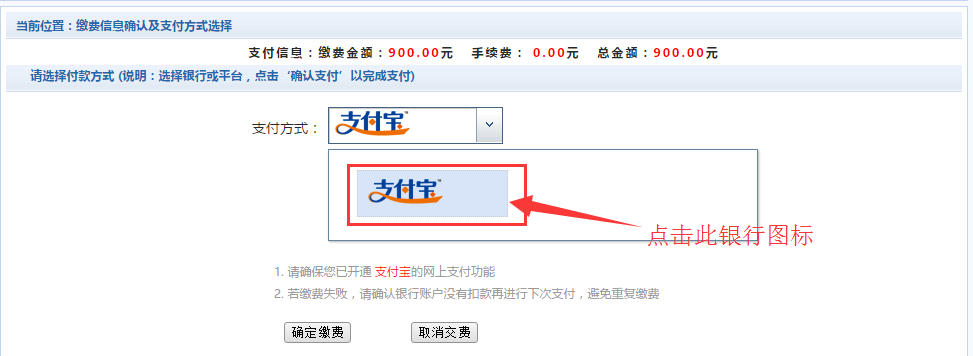 当前位置：缴费信息确认及支付方式选择
支付信息：缴费金额：900.00元 手续费： 0.00元 总金额：900.00元
请选择付款方式 (说明：选择银行或平台，点击‘确认支付’以完成支付)
支付方式： 支付宝™
支付宝™
点击此银行图标
1. 请确保您已开通 支付宝的网上支付功能
2. 若缴费失败，请确认银行账户没有扣款再进行下次支付，避免重复缴费
确定缴费 取消交费